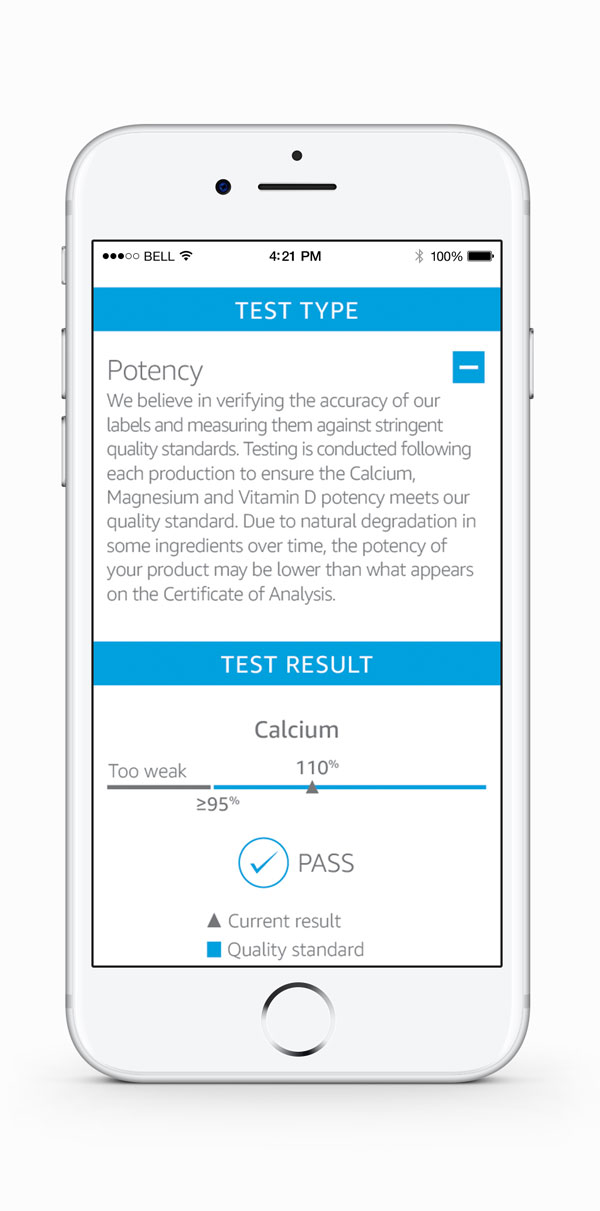 BELL 4:21 PM 100%
TEST TYPE
Potency
We believe in verifying the accuracy of our
labels and measuring them against stringent
quality standards. Testing is conducted following
each production to ensure the Calcium,
Magnesium and Vitamin D potency meets our
quality standard. Due to natural degradation in
some ingredients over time, the potency of
your product may be lower than what appears
on the Certificate of Analysis.
TEST RESULT
Calcium
Too weak
110%
≥95%
PASS
Current result
Quality standard